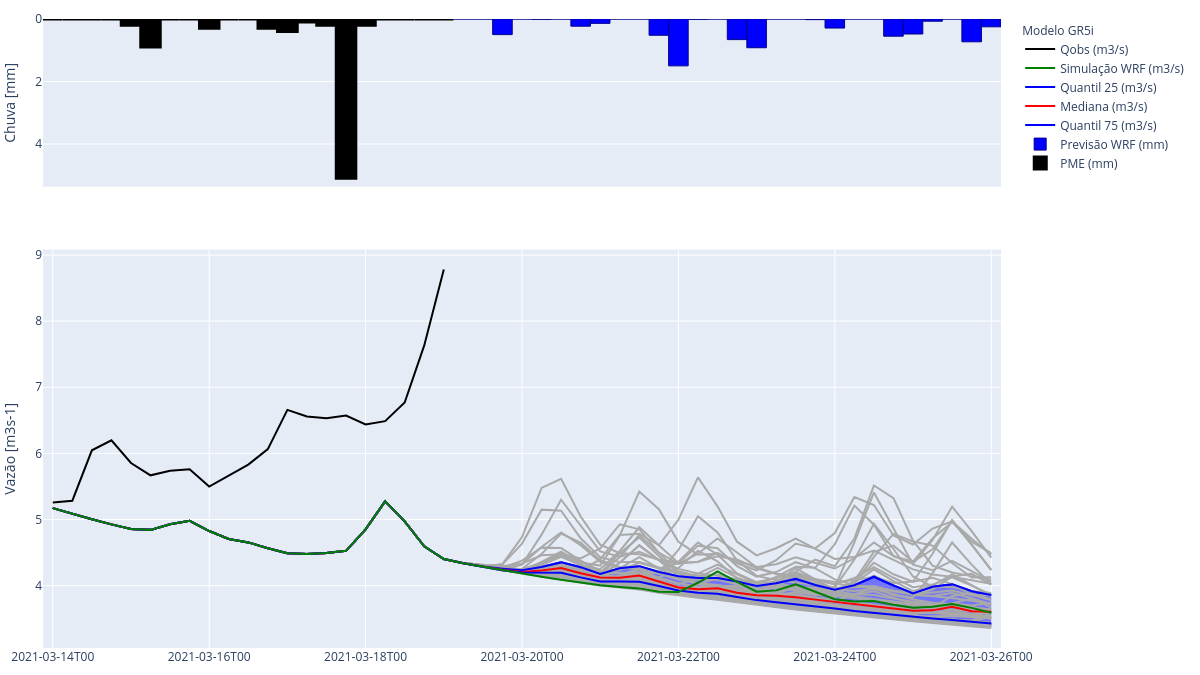 0
2
4
Chuva [mm]
Modelo GR5i
Qobs (m3/s)
Simulação WRF (m3/s)
Quantil 25 (m3/s)
Mediana (m3/s)
Quantil 75 (m3/s)
Previsão WRF (mm)
PME (mm)
9
8
7
6
5
4
Vazão [m3s-1]
2021-03-14T00
2021-03-16T00
2021-03-18T00
2021-03-20T00
2021-03-22T00
2021-03-24T00
2021-03-26T00